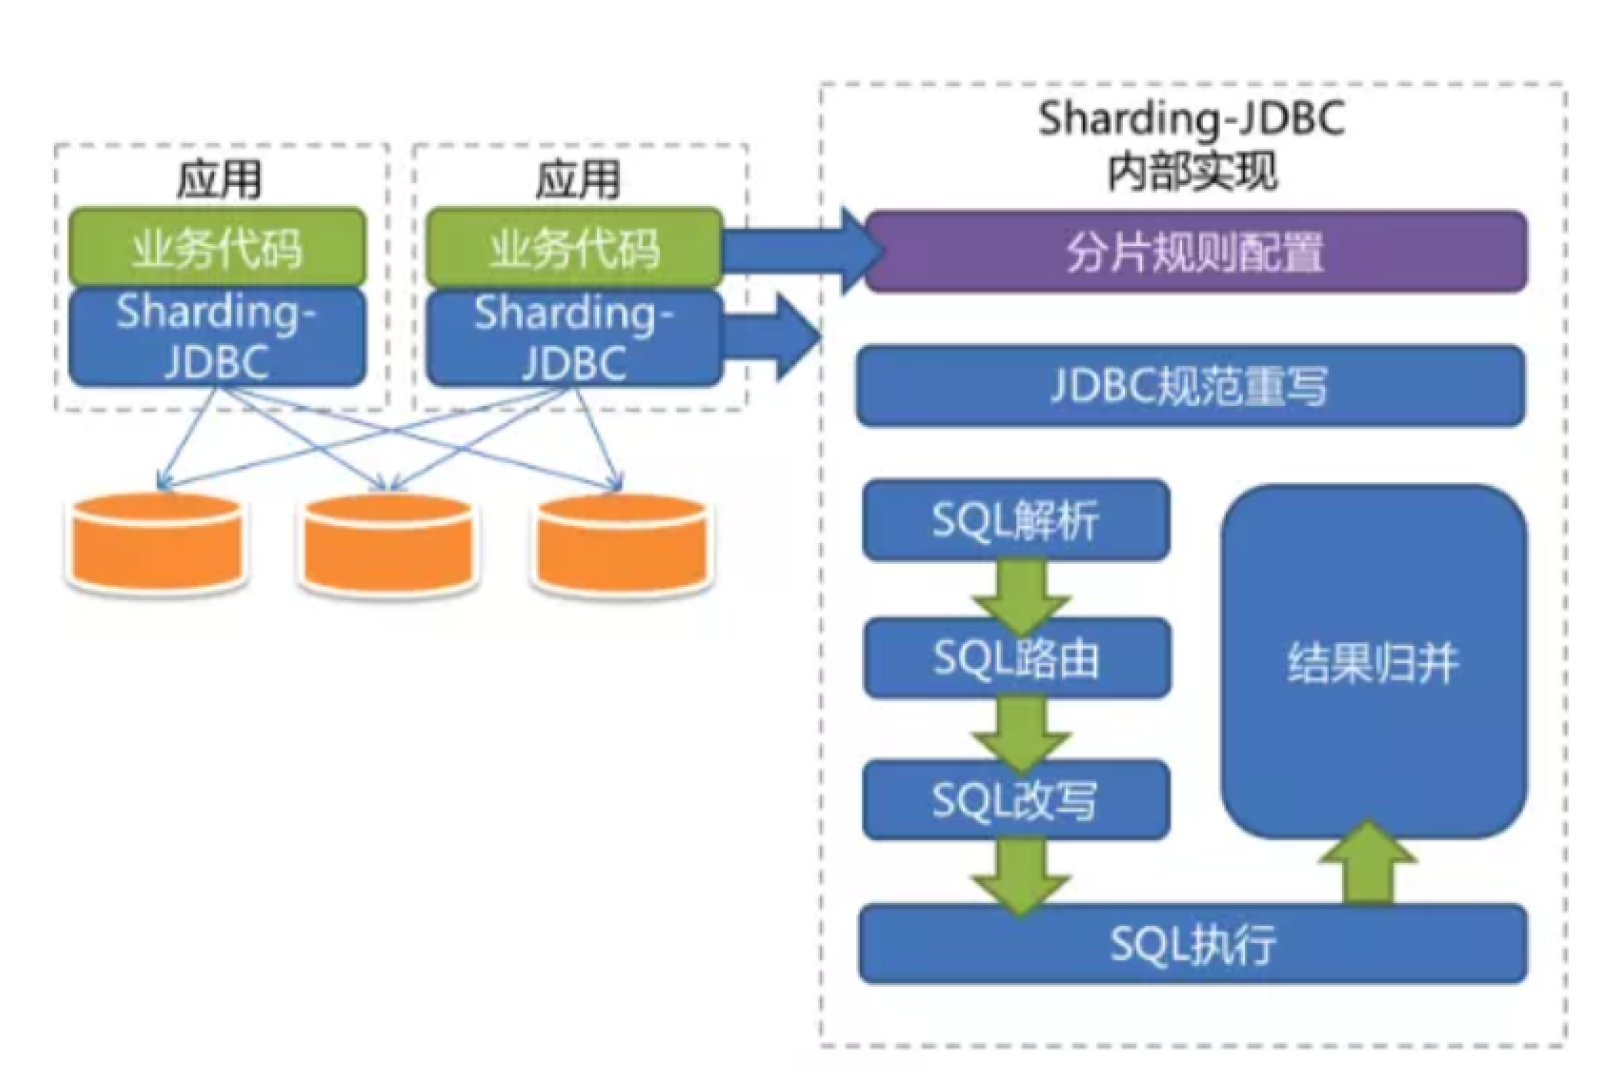 应用
业务代码
Sharding-
JDBC
应用
业务代码
Sharding-
JDBC
Sharding-JDBC
内部实现
分片规则配置
JDBC规范重写
SQL解析
SQL路由
SQL改写
结果归并
SQL执行